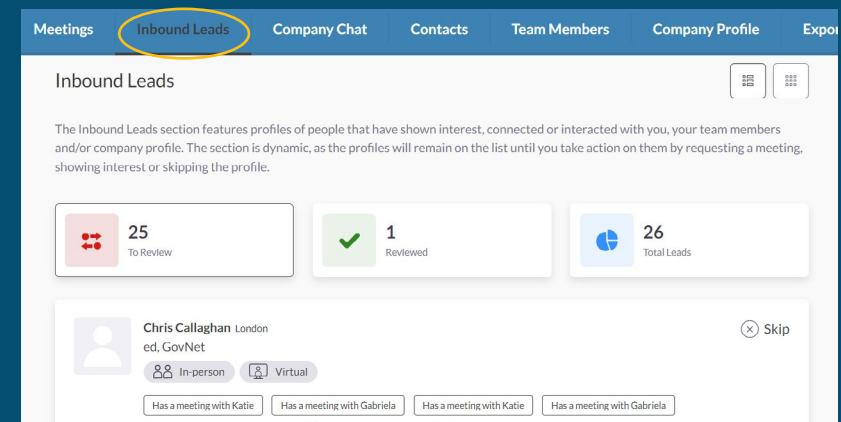 Meetings Inbound Leads Company Chat Contacts Team Members Company Profile Expor
Inbound Leads
The Inbound Leads section features profiles of people that have shown interest, connected or interacted with you, your team members
and/or company profile. The section is dynamic, as the profiles will remain on the list until you take action on them by requesting a meeting,
showing interest or skipping the profile.
25
To Review
1
Reviewed
26
Total Leads
Chris Callaghan London
Skip
ed, GovNet
In-person Virtual
Has a meeting with Katie Has a meeting with Gabriela Has a meeting with Katie Has a meeting with Gabriela